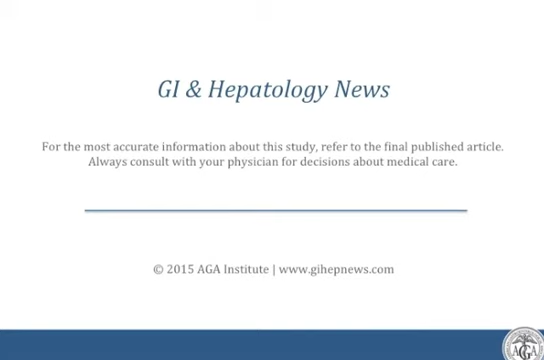 GI & Hepatology News
For the most accurate information about this study, refer to the final published article.
Always consult with your physician for decisions about medical care.
© 2015 AGA Institute | www.gihepnews.com
AGA